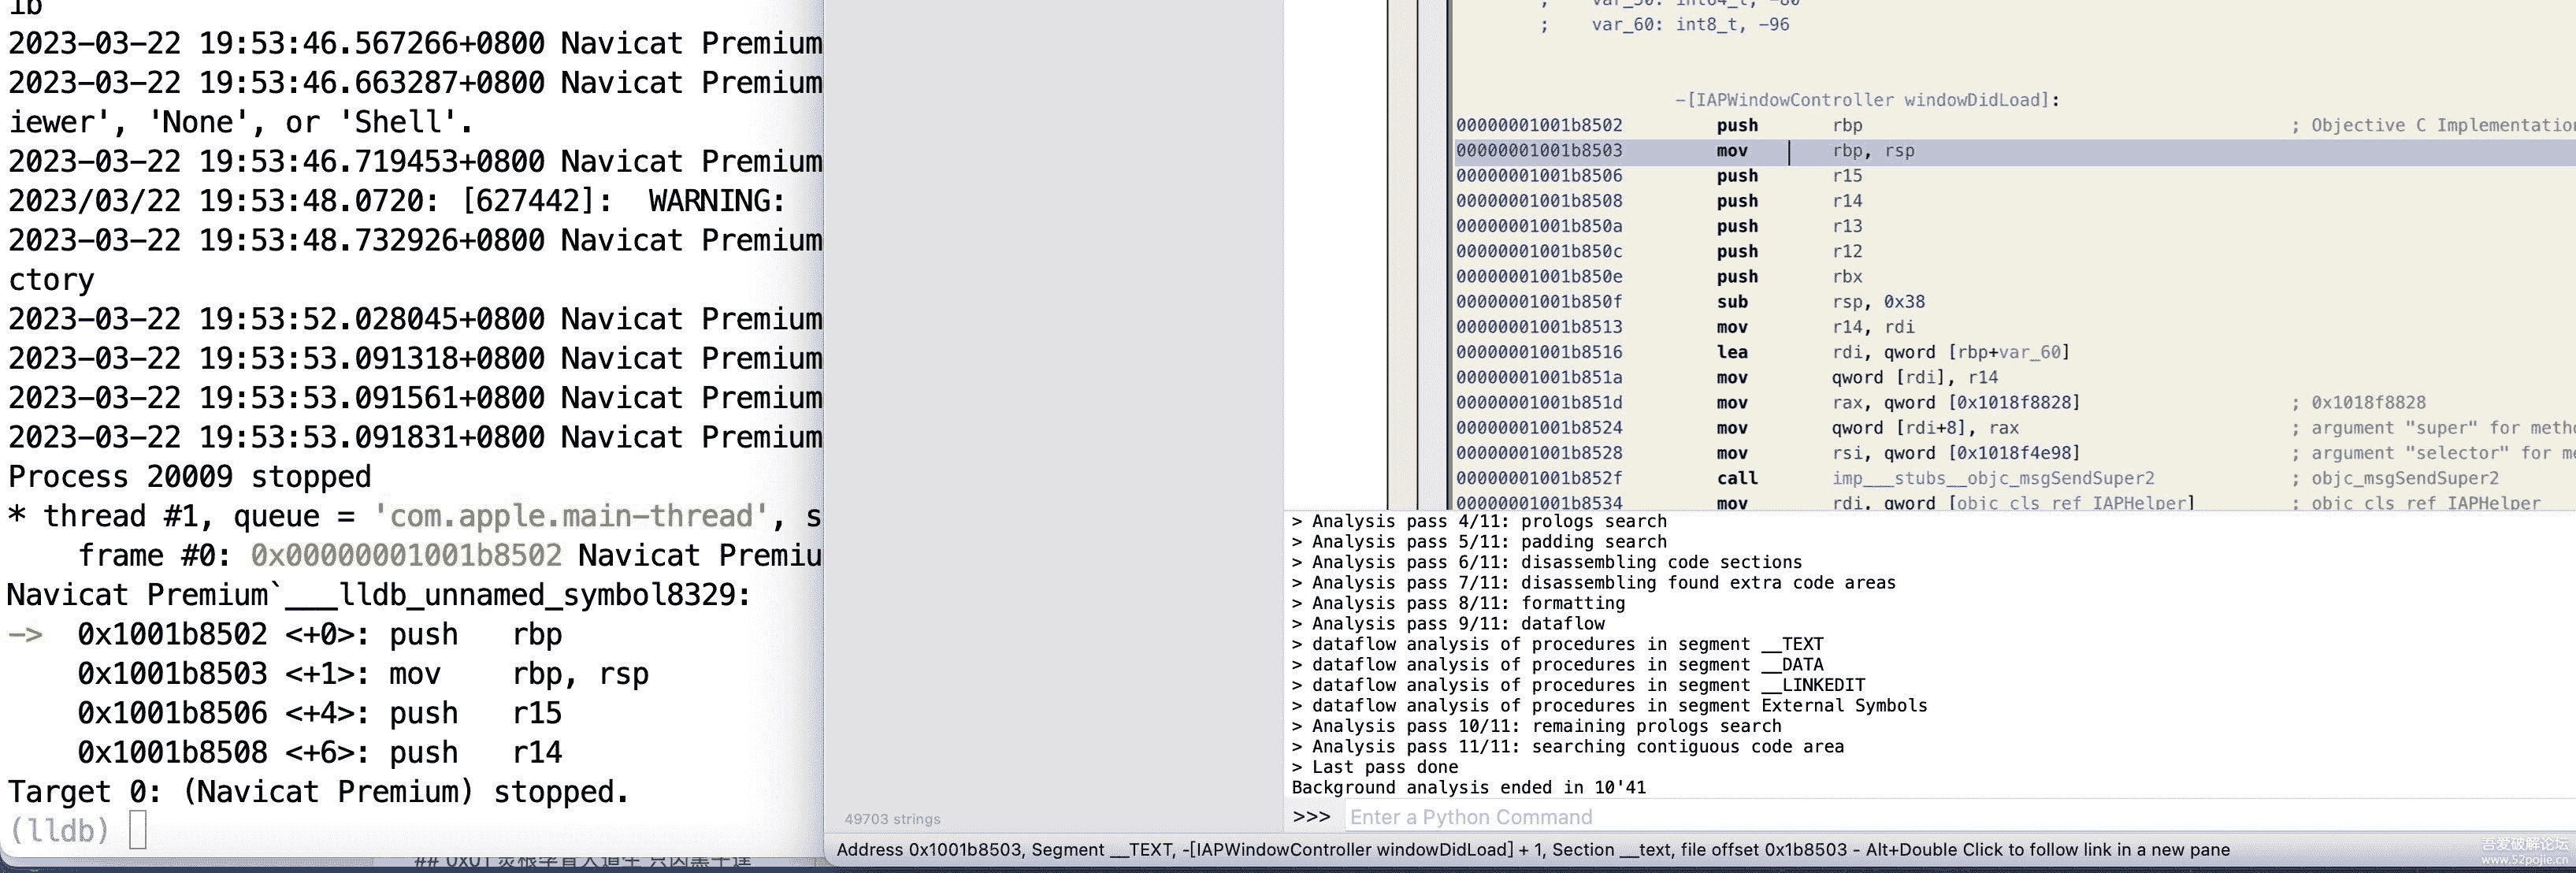 ib
2023-03-22 19:53:46.567266+0800 Navicat Premium
2023-03-22 19:53:46.663287+0800 Navicat Premium
iewer', 'None', or 'Shell'.
2023-03-22 19:53:46.719453+0800 Navicat Premium
2023/03/22 19:53:48.0720: [627442]:  WARNING:
2023-03-22 19:53:48.732926+0800 Navicat Premium
ctory
2023-03-22 19:53:52.028045+0800 Navicat Premium
2023-03-22 19:53:53.091318+0800 Navicat Premium
2023-03-22 19:53:53.091561+0800 Navicat Premium
2023-03-22 19:53:53.091831+0800 Navicat Premium
Process 20009 stopped
* thread #1, queue = 'com.apple.main-thread', s
frame #0: 0x00000001001b8502 Navicat Premiu
Navicat Premium`___lldb_unnamed_symbol8329:
-> 0x1001b8502 <+0>: push rbp
0x1001b8503 <+1>: mov rbp, rsp
0x1001b8506 <+4>: push r15
0x1001b8508 <+6>: push r14
Target 0: (Navicat Premium) stopped.
(lldb)
; var_50: int64_t, -80
; var_60: int8_t, -96
-[IAPWindowController windowDidLoad]:
00000001001b8502 push rbp ; Objective C Implementation
00000001001b8503 mov rbp, rsp
00000001001b8506 push r15
00000001001b8508 push r14
00000001001b850a push r13
00000001001b850c push r12
00000001001b850e push rbx
00000001001b850f sub rsp, 0x38
00000001001b8513 mov r14, rdi
00000001001b8516 lea rdi, qword [rbp+var_60]
00000001001b851a mov qword [rdi], r14
00000001001b851d mov rax, qword [0x1018f8828] ; 0x1018f8828
00000001001b8524 mov qword [rdi+8], rax ; argument "super" for metho
00000001001b8528 mov rsi, qword [0x1018f4e98] ; argument "selector" for me
00000001001b852f call imp___stubs__objc_msgSendSuper2 ; objc_msgSendSuper2
00000001001b8534 mov rdi, qword [objc_cls_ref_IAPHelper] ; objc_cls_ref_IAPHelper
> Analysis pass 4/11: prologs search
> Analysis pass 5/11: padding search
> Analysis pass 6/11: disassembling code sections
> Analysis pass 7/11: disassembling found extra code areas
> Analysis pass 8/11: formatting
> Analysis pass 9/11: dataflow
> dataflow analysis of procedures in segment __TEXT
> dataflow analysis of procedures in segment __DATA
> dataflow analysis of procedures in segment __LINKEDIT
> dataflow analysis of procedures in segment External Symbols
> Analysis pass 10/11: remaining prologs search
> Analysis pass 11/11: searching contiguous code area
> Last pass done
Background analysis ended in 10'41
>>> Enter a Python Command
49703 strings
Address 0x1001b8503, Segment __TEXT, -[IAPWindowController windowDidLoad] + 1, Section __text, file offset 0x1b8503 - Alt+Double Click to follow link in a new pane
吾爱破解论坛
www.52pojie.cn